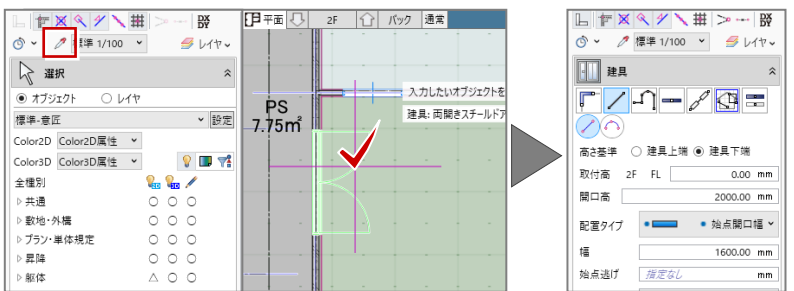 標準 1/100
レイヤ
選択
オブジェクト
レイヤ
標準-意匠
設定
Color2D Color2D属性
Color3D Color3D属性
全種別
3D 2D
共通
敷地・外構
プラン・単体規定
昇降
躯体
平面
2F
バック
通常
PS
7.75㎡
入力したいオブジェクトを
建具: 両開きスチールドア
標準 1/100
レイヤ
建具
高さ基準 建具上端 建具下端
取付高 2F FL 0.00 mm
開口高 2000.00 mm
配置タイプ 始点開口幅
幅 1600.00 mm
始点逃げ 指定なし mm